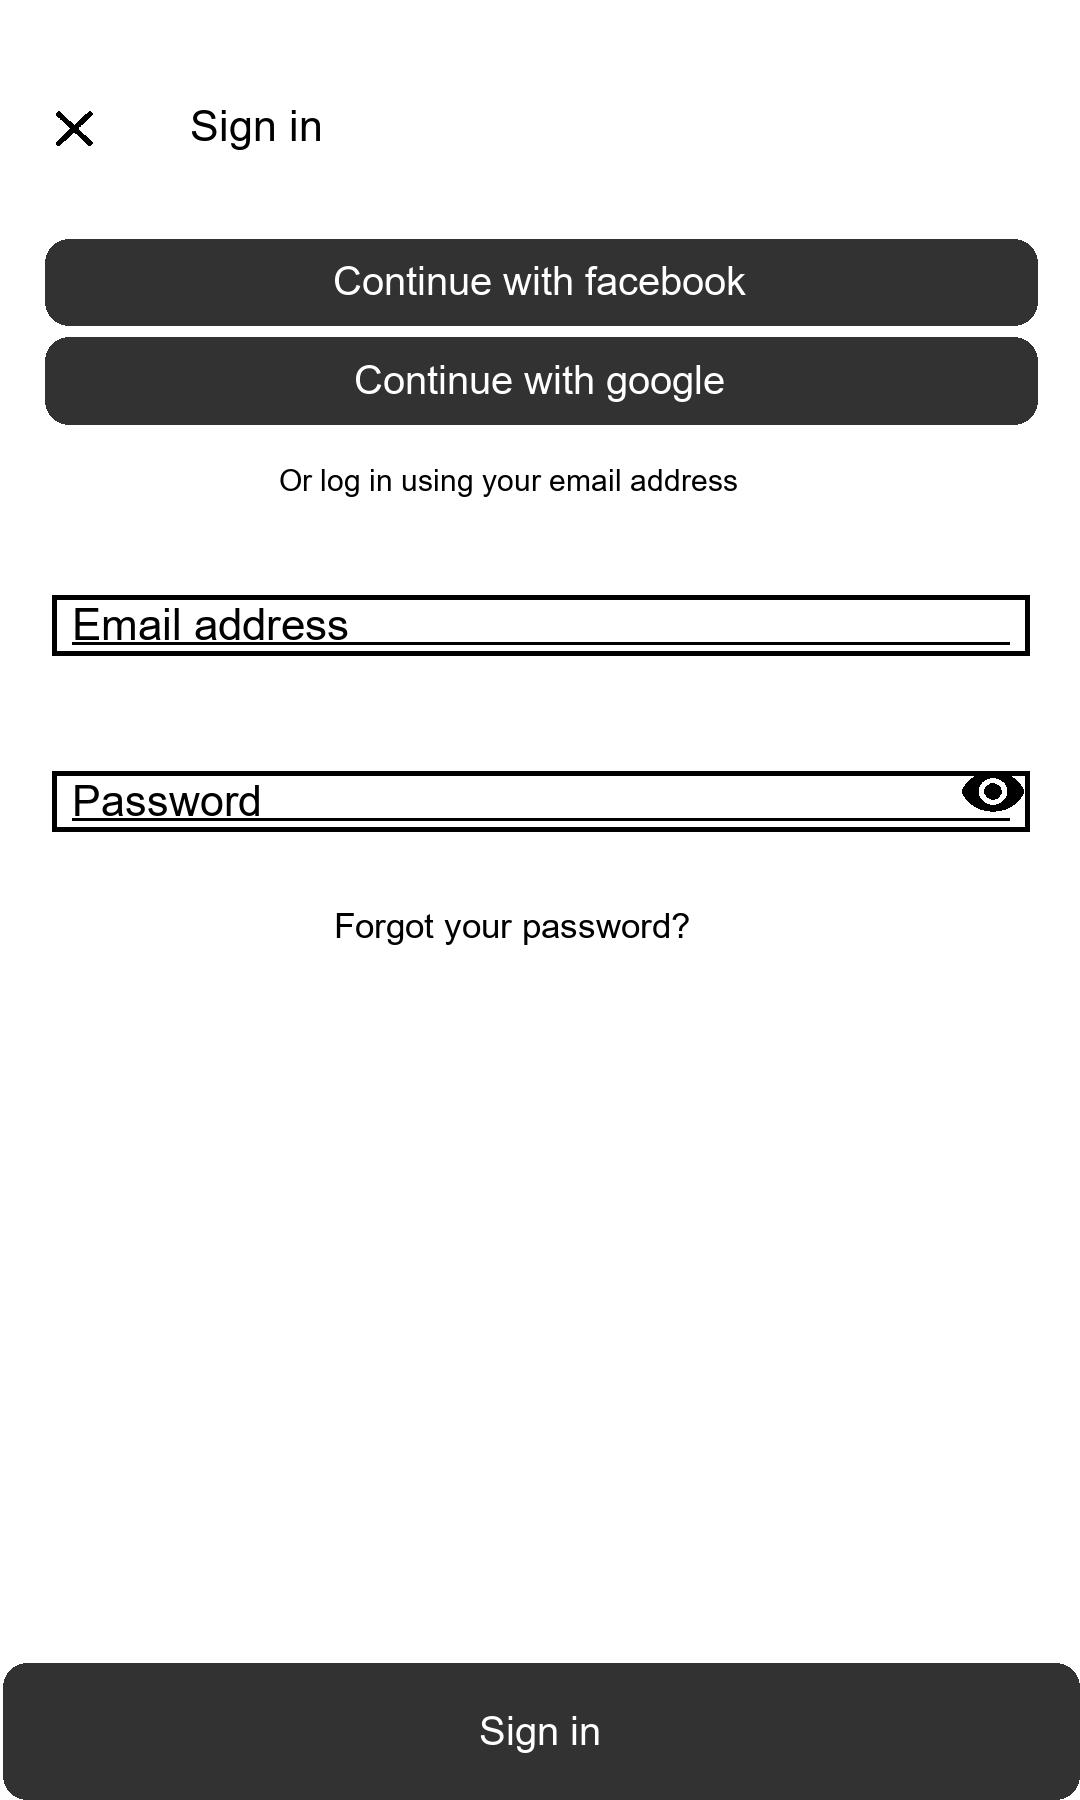 Sign in
Continue with facebook
Continue with google
Or log in using your email address
Email address
Password
Forgot your password?
Sign in